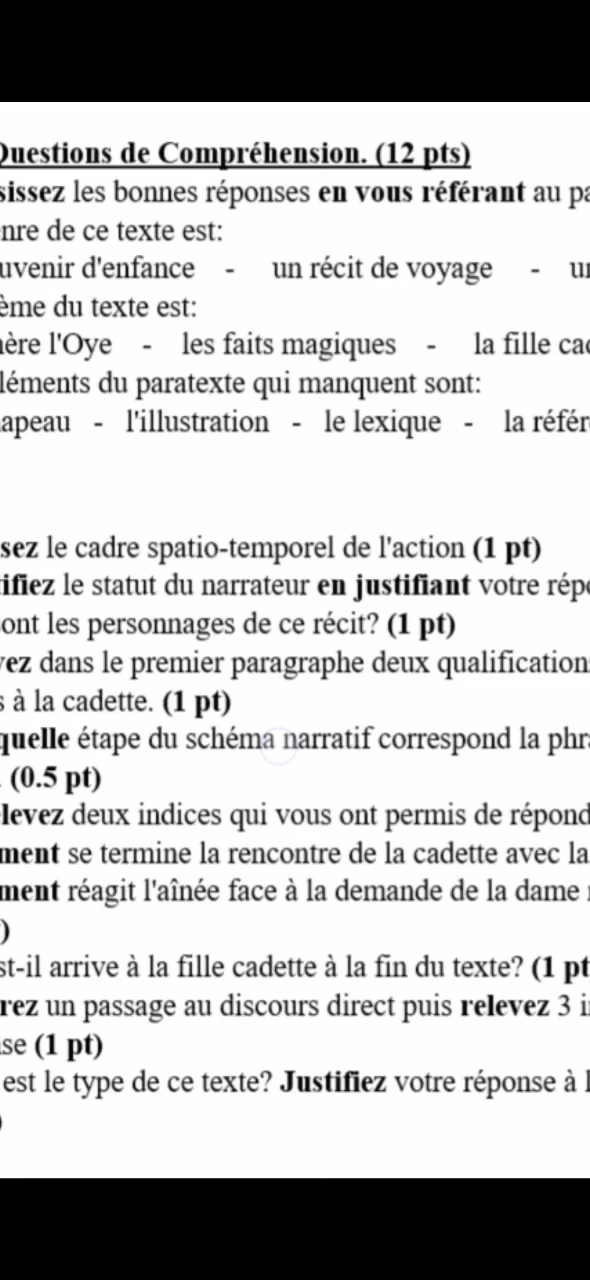 Questions de Compréhension. (12 pts)
sissez les bonnes réponses en vous référant au pa
nre de ce texte est:
uvenir d'enfance - un récit de voyage - un
ème du texte est:
ère l'Oye - les faits magiques - la fille cad
léments du paratexte qui manquent sont:
apeau - l'illustration - le lexique - la référ
sez le cadre spatio-temporel de l'action (1 pt)
ifiez le statut du narrateur en justifiant votre répo
ont les personnages de ce récit? (1 pt)
vez dans le premier paragraphe deux qualification
s à la cadette. (1 pt)
quelle étape du schéma narratif correspond la phr
. (0.5 pt)
levez deux indices qui vous ont permis de répond
ment se termine la rencontre de la cadette avec la
ment réagit l'aînée face à la demande de la dame
)
st-il arrive à la fille cadette à la fin du texte? (1 pt
rez un passage au discours direct puis relevez 3 i
se (1 pt)
est le type de ce texte? Justifiez votre réponse à l
)